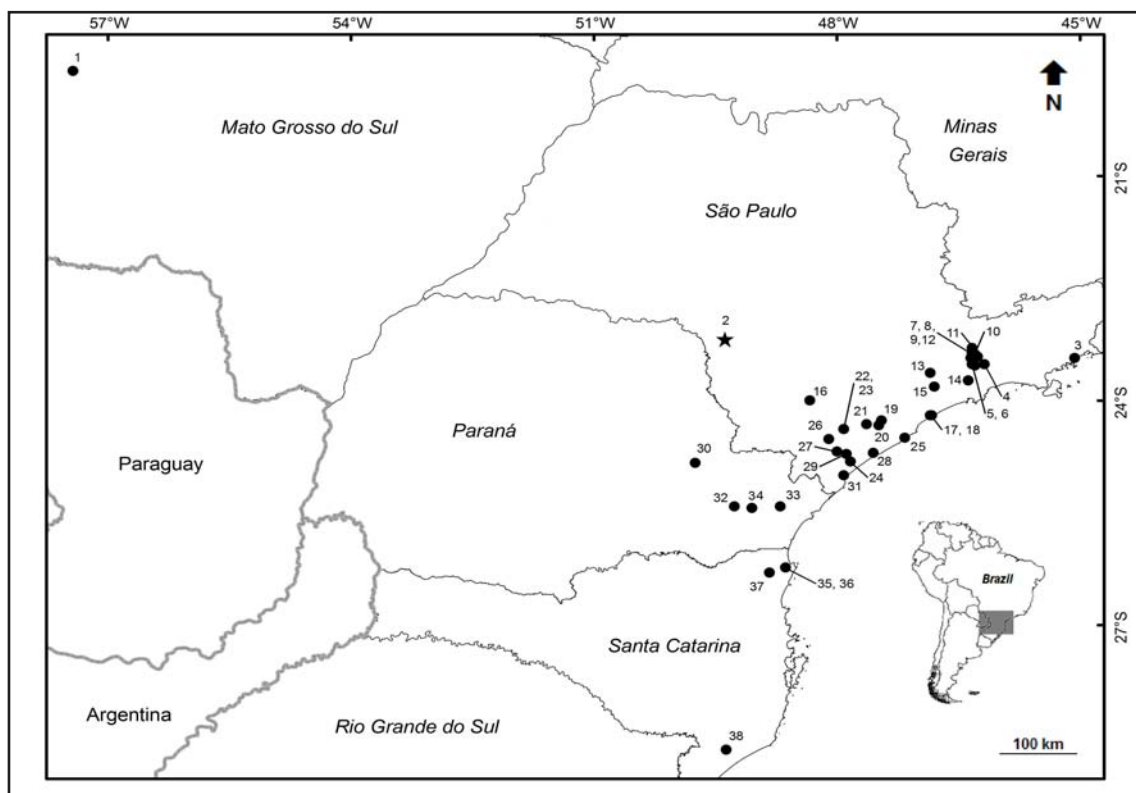 57°W
54°W
51°W
48°W
45°W
1
N
Mato Grosso do Sul
Minas
Gerais
21°S
São Paulo
2
7, 8,
9,12
11
10
3
13
14
15
4
5, 6
16
22,
23
21
19
20
17, 18
24°S
Paraná
26
27
25
30
29
28
24
Paraguay
31
32
34
33
Brazil
37
35, 36
27°S
Santa Catarina
Argentina
Rio Grande do Sul
38
100 km